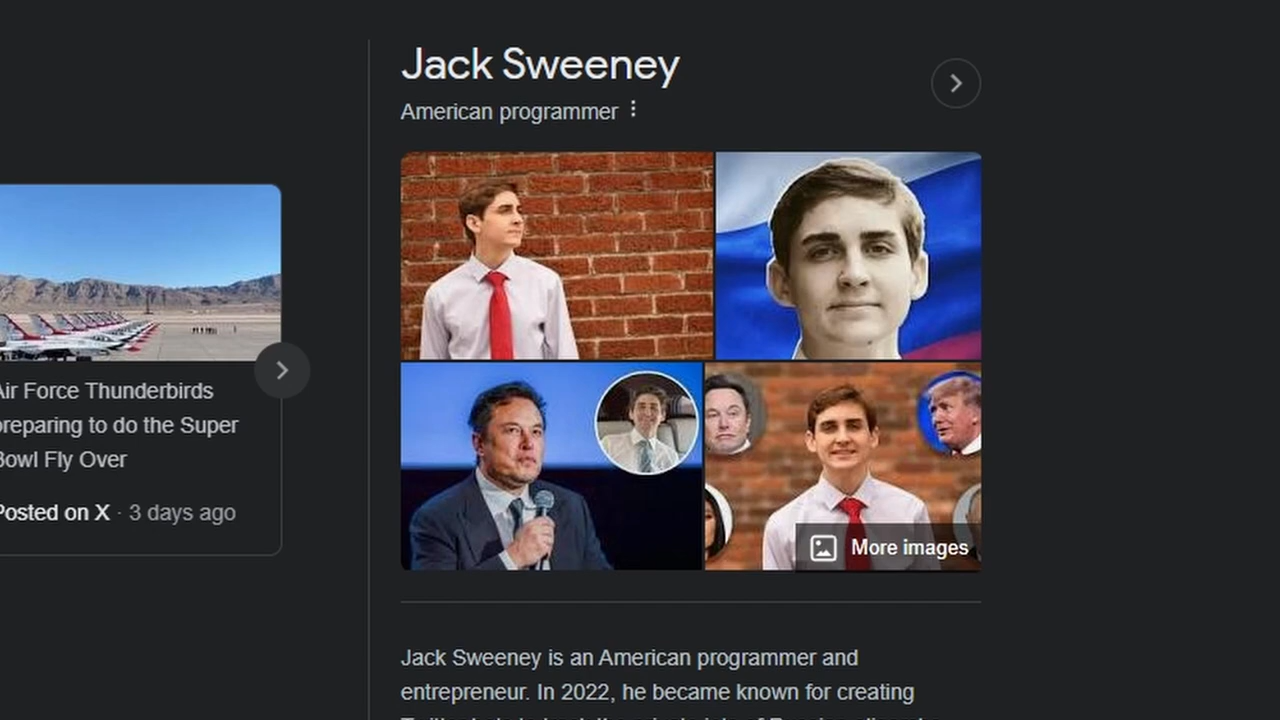 Jack Sweeney
American programmer
Air Force Thunderbirds
preparing to do the Super
Bowl Fly Over
Posted on X · 3 days ago
More images
Jack Sweeney is an American programmer and
entrepreneur. In 2022, he became known for creating